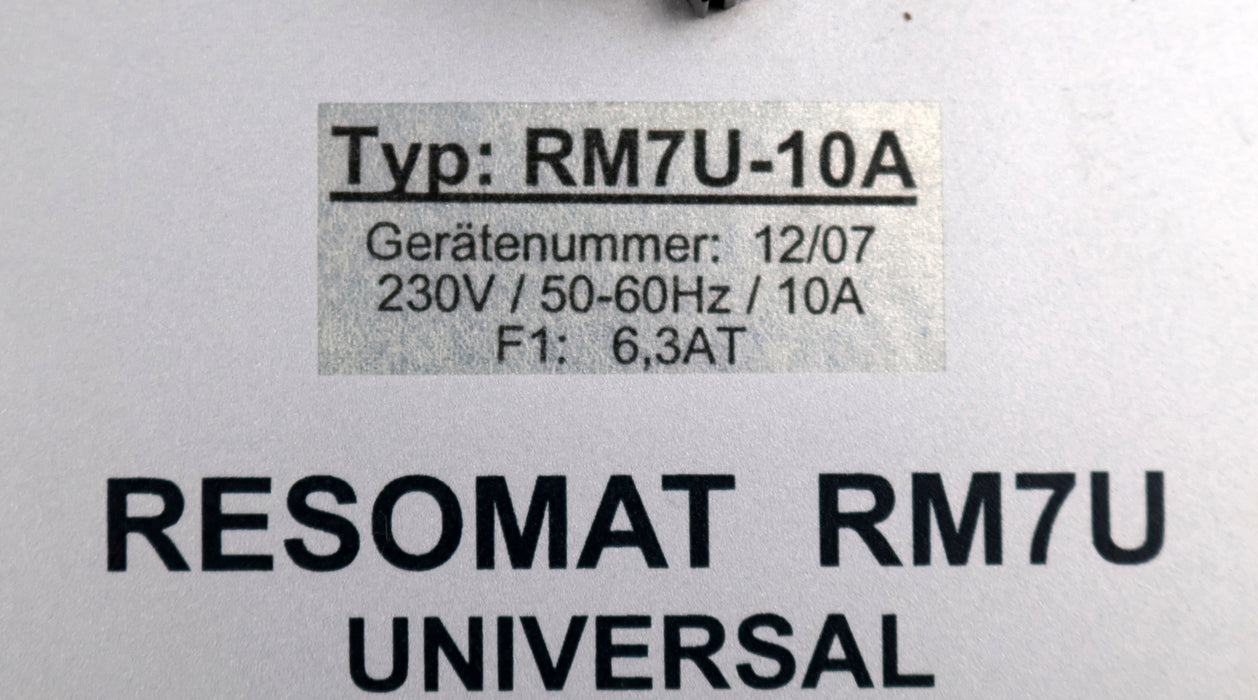 Typ: RM7U-10A
Gerätenummer: 12/07
230V / 50-60Hz / 10A
F1: 6,3AT
RESOMAT RM7U
UNIVERSAL